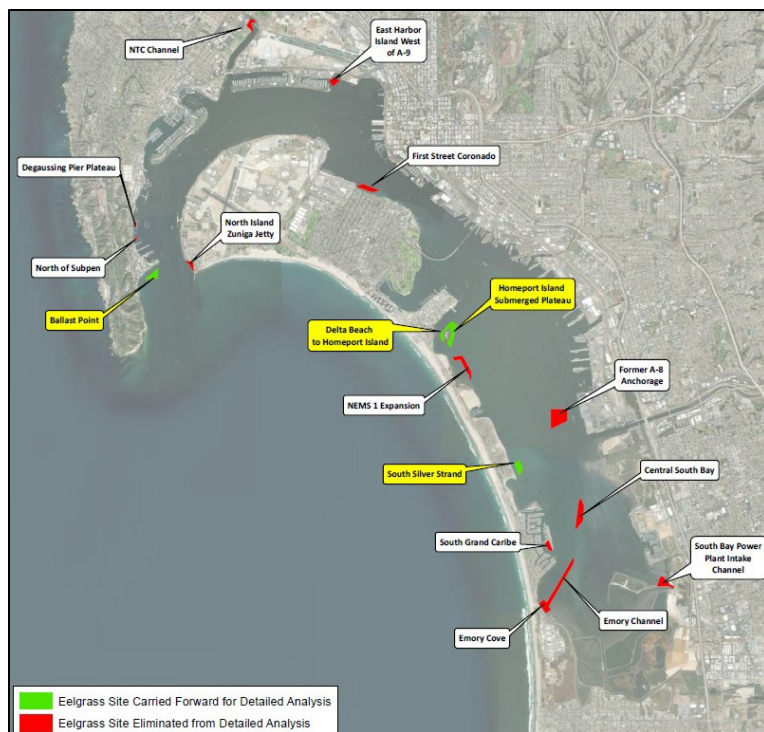 NTC Channel
East Harbor
Island West
of A-9
First Street Coronado
Degaussing Pier Plateau
North Island
Zuniga Jetty
North of Subpen
Ballast Point
Homeport Island
Submerged Plateau
Delta Beach
to Homeport Island
Former A-8
Anchorage
NEMS 1 Expansion
South Silver Strand
Central South Bay
South Grand Caribe
South Bay Power
Plant Intake
Channel
Emory Channel
Emory Cove
Eelgrass Site Carried Forward for Detailed Analysis
Eelgrass Site Eliminated from Detailed Analysis